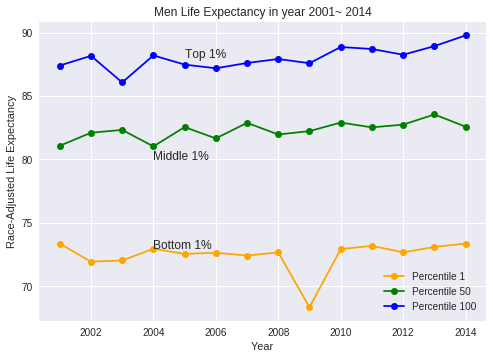 Men Life Expectancy in year 2001~ 2014
Race-Adjusted Life Expectancy
90
85
80
75
70
Top 1%
Middle 1%
Bottom 1%
Percentile 1
Percentile 50
Percentile 100
2002 2004 2006 2008 2010 2012 2014
Year